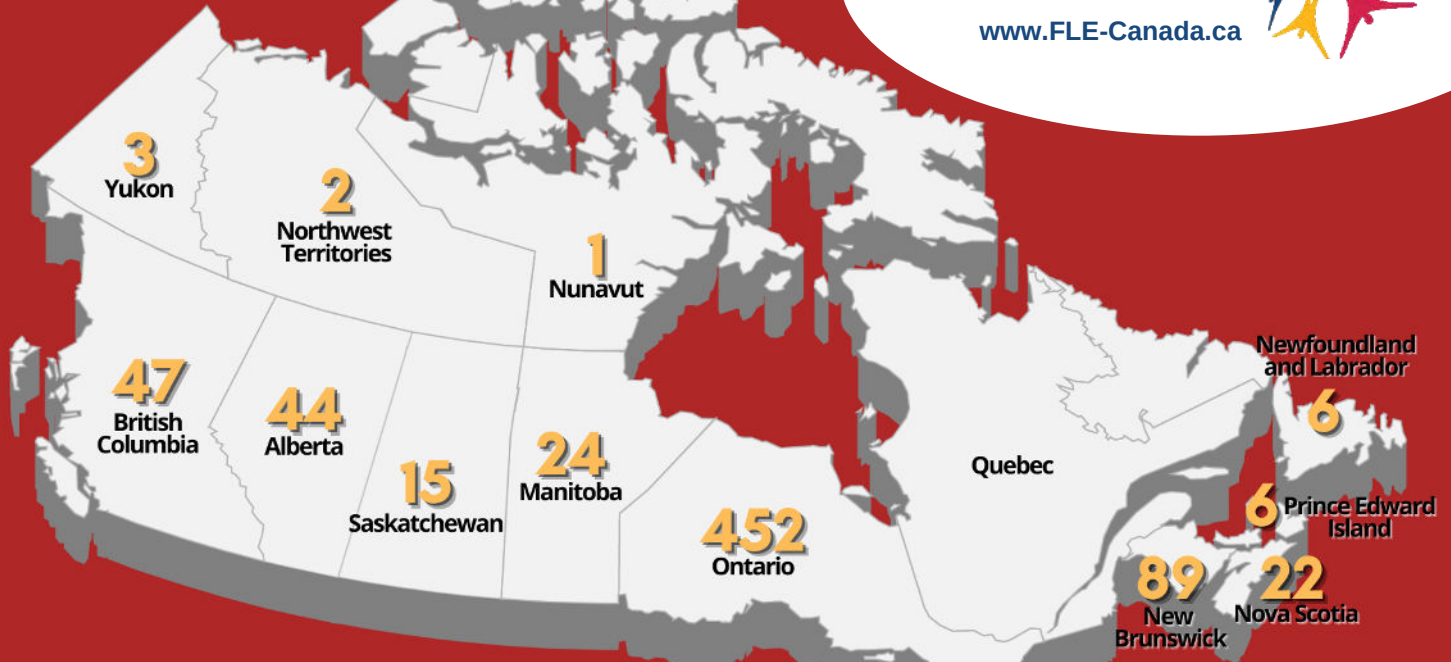 www.FLE-Canada.ca
3
Yukon
2
Northwest
Territories
1
Nunavut
47
British
Columbia
44
Alberta
15
Saskatchewan
24
Manitoba
452
Ontario
Quebec
Newfoundland
and Labrador
6
6 Prince Edward
Island
89
New
Brunswick
22
Nova Scotia